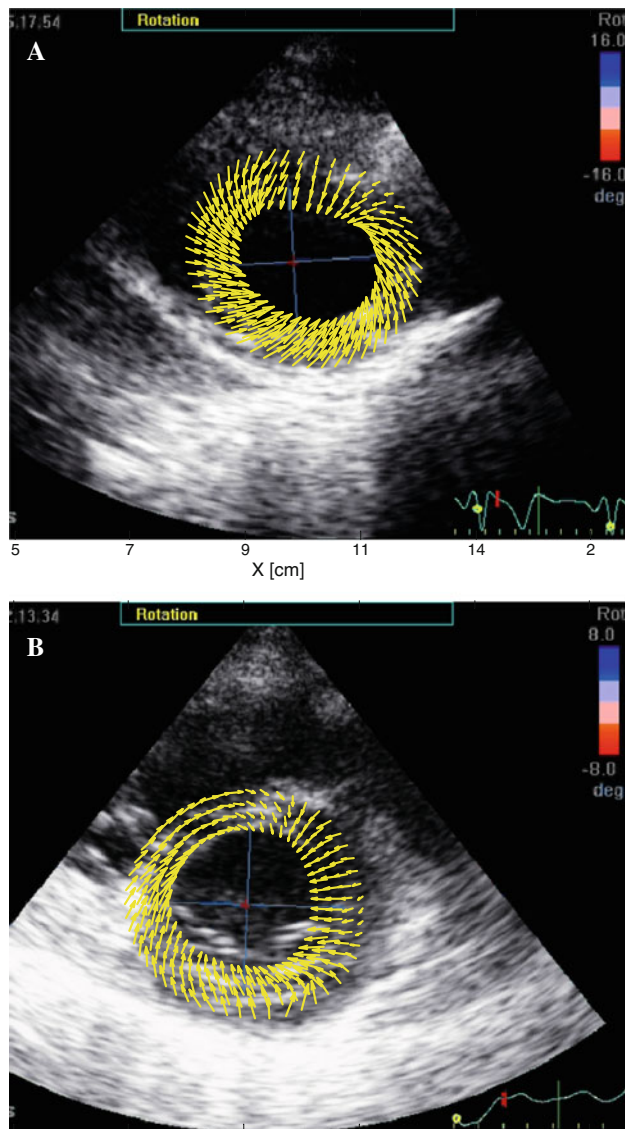 5.17.54
Rotation
Rot
A
16.0
-16.0
deg
s
5 7 9 11 14 2
X [cm]
2.13.34
Rotation
Rot
B
8.0
-8.0
deg
s